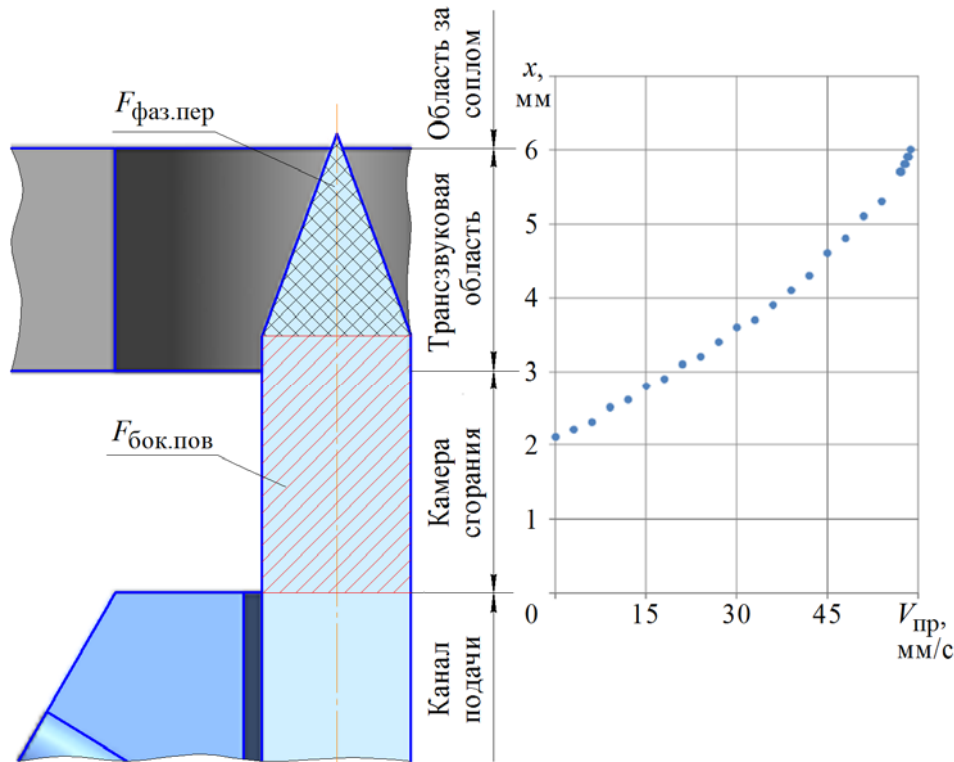 Область за
соплом
Трансзвуковая
область
Камера
сгорания
Канал
подачи
Fфаз.пер
Fбок.пов
x,
мм
6
5
4
3
2
1
0
15
30
45
Vпр,
мм/с